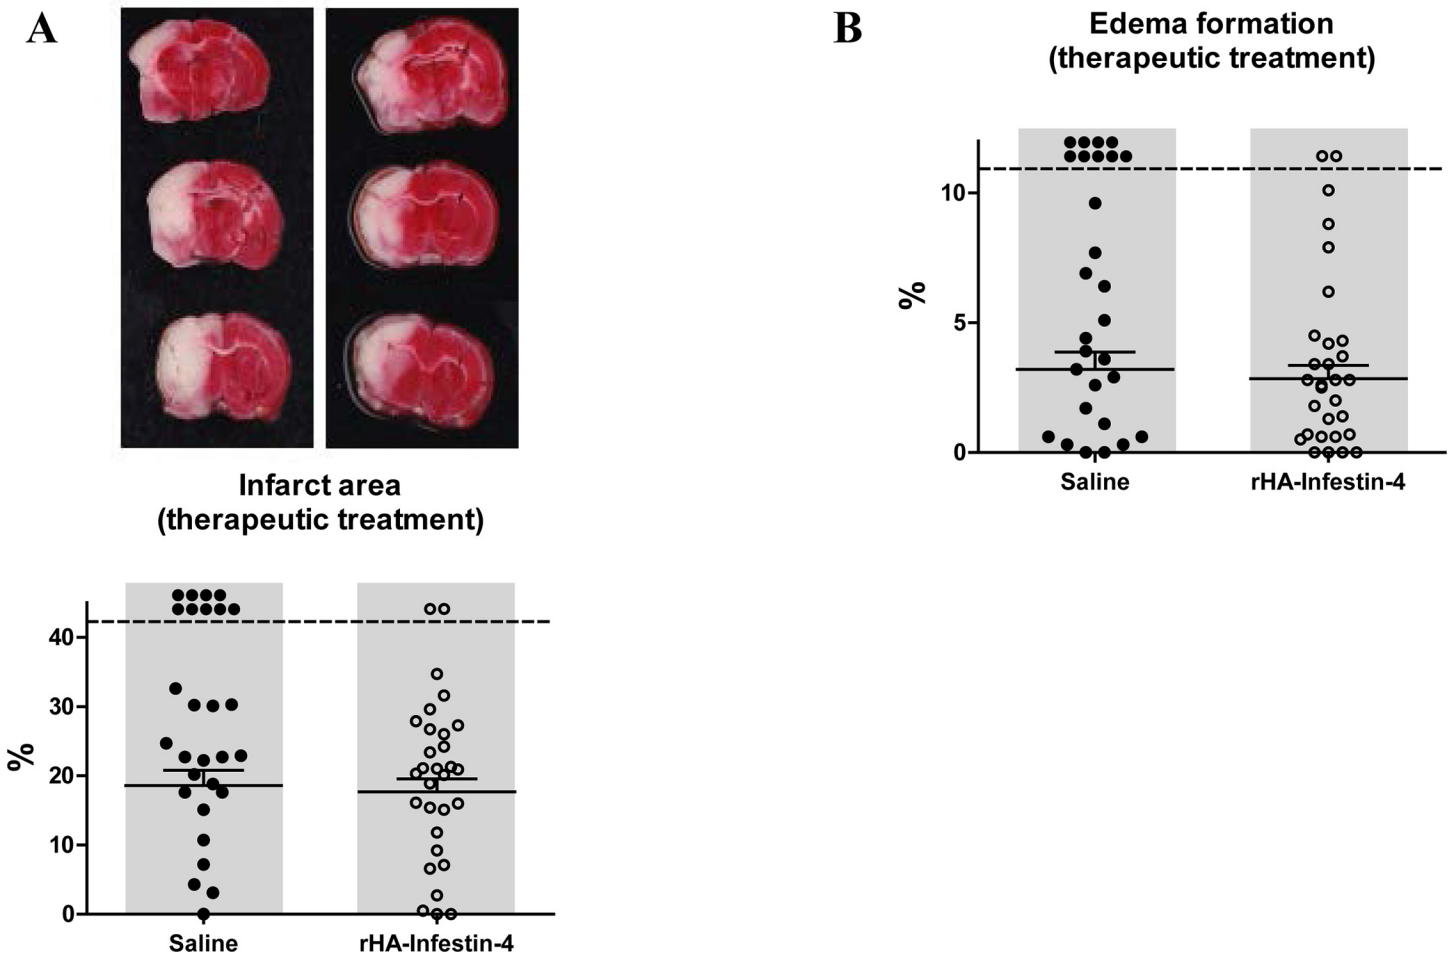 A
Infarct area
(therapeutic treatment)
%
40
30
20
10
0
Saline
rHA-Infestin-4
B
Edema formation
(therapeutic treatment)
%
10
5
0
Saline
rHA-Infestin-4